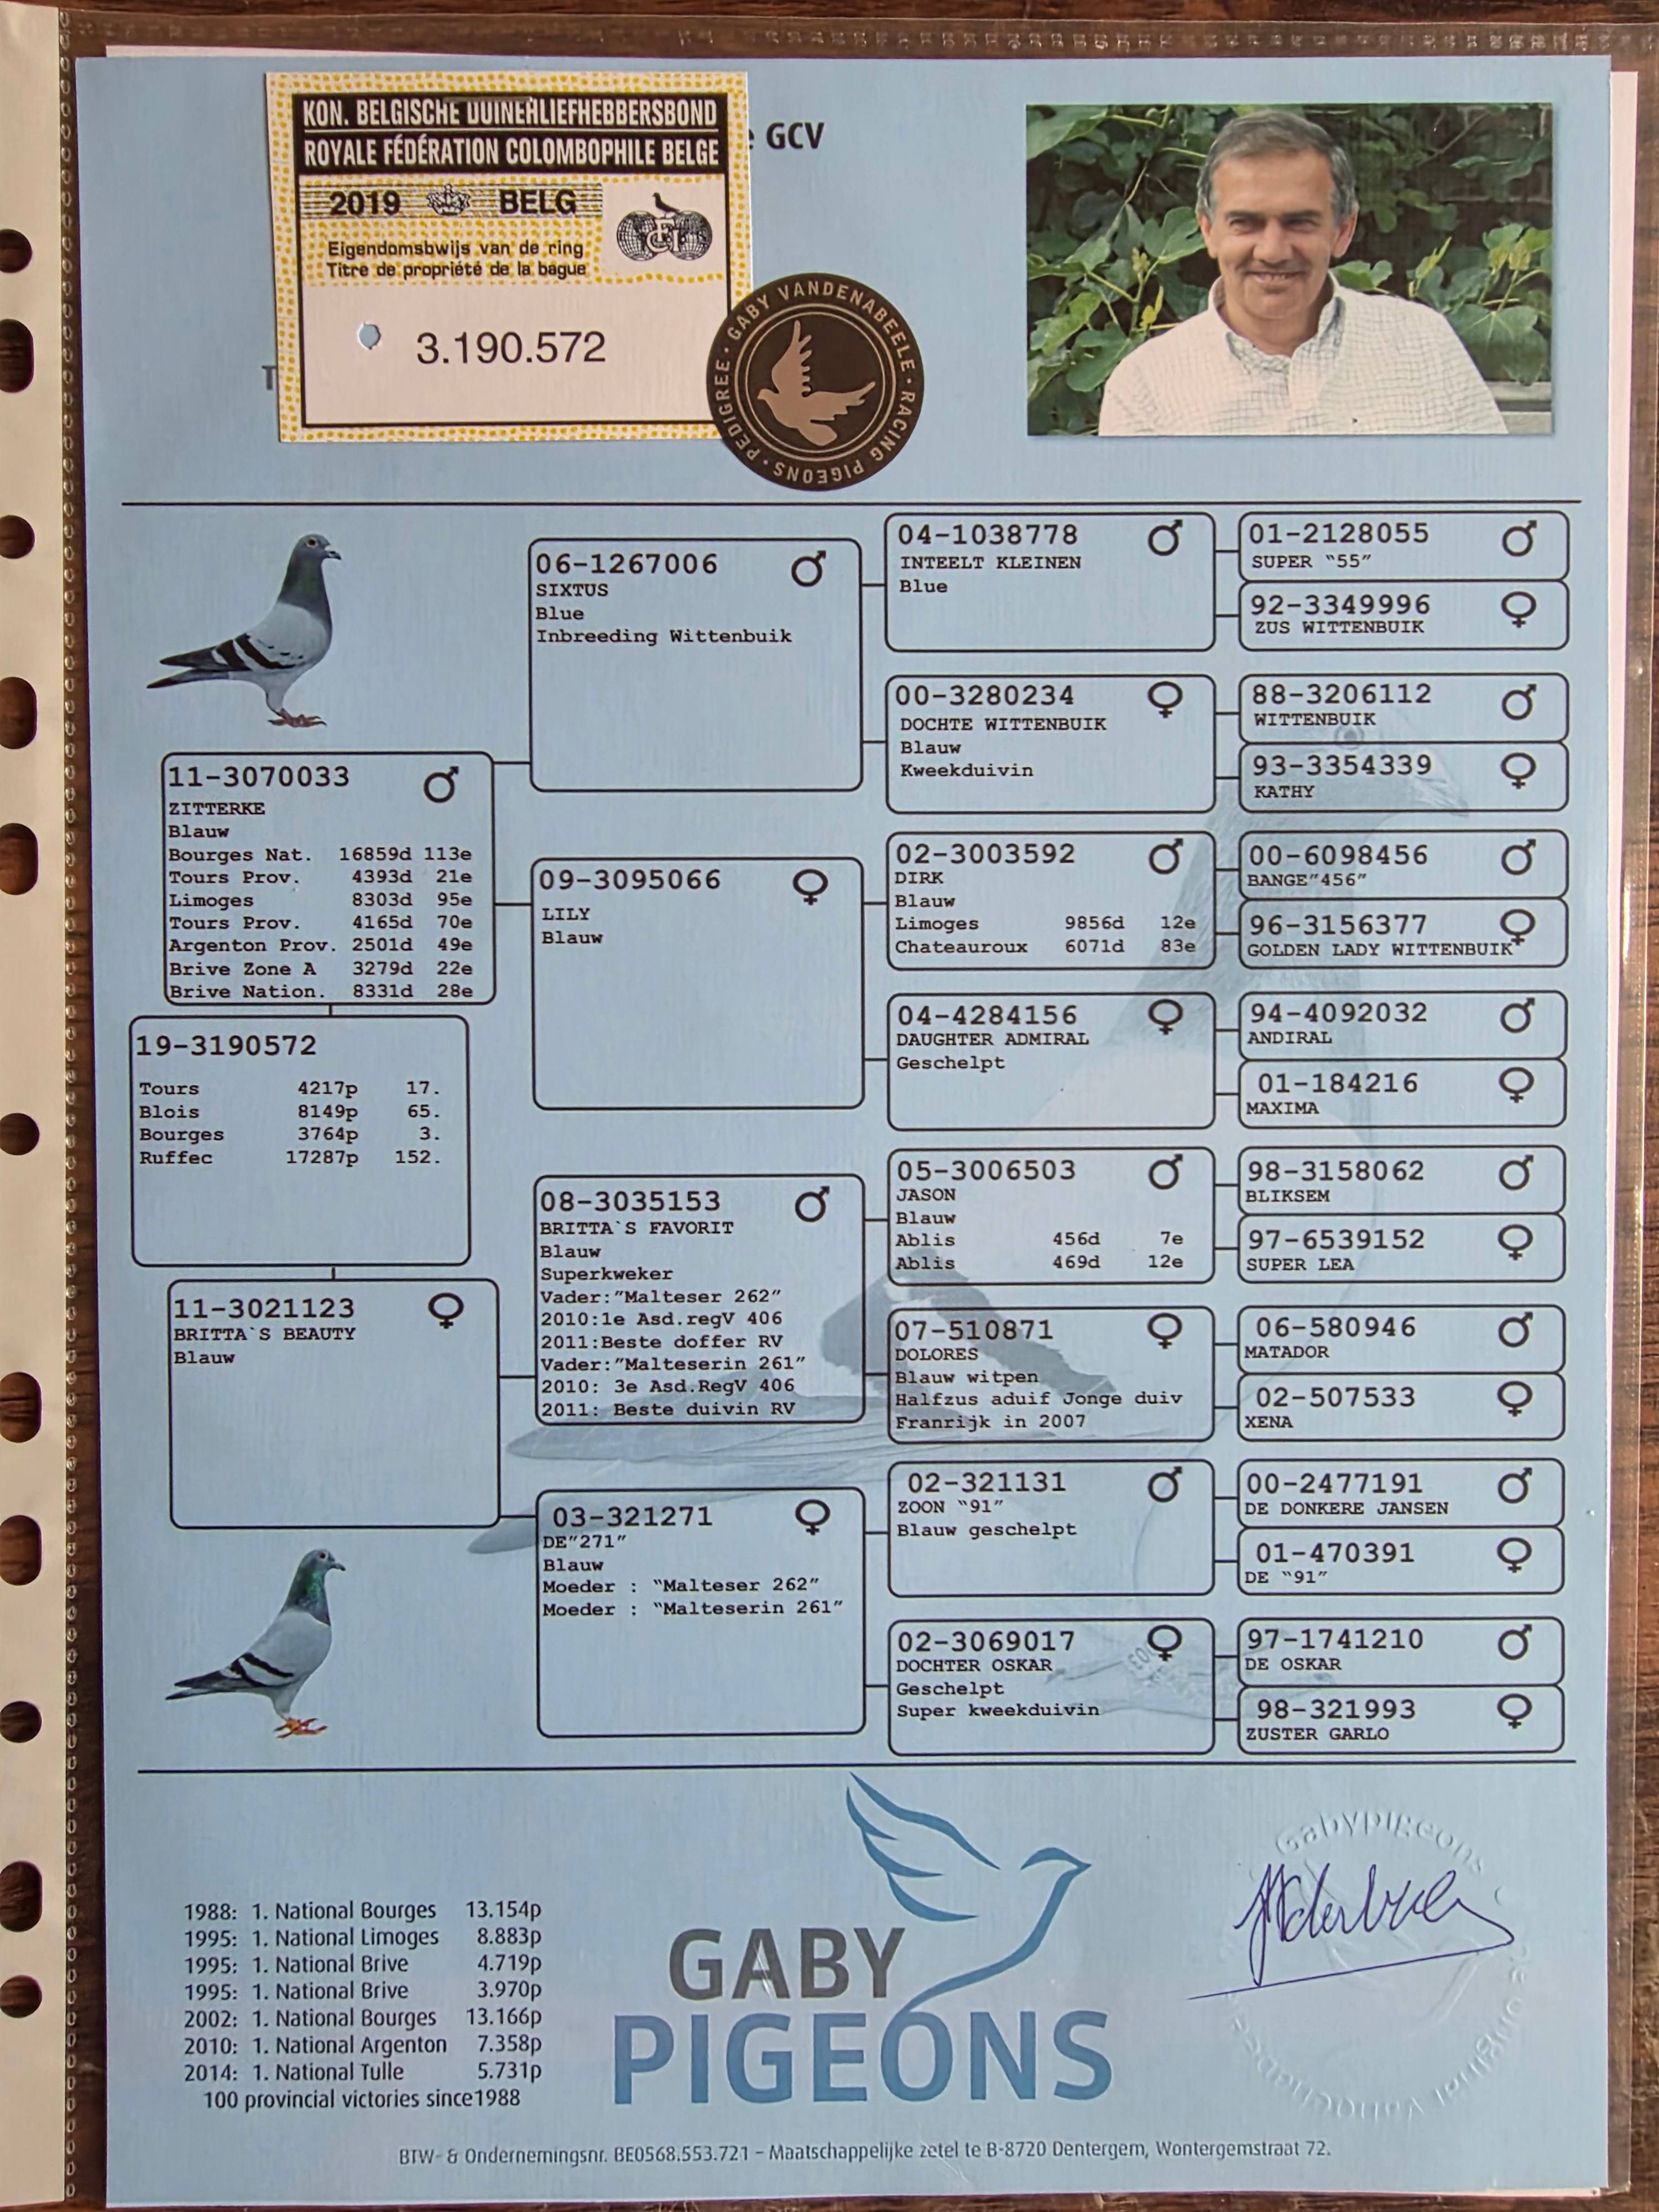 KON. BELGISCHE DUIVENLIEFHEBBERSBOND
ROYALE FÉDÉRATION COLOMBOPHILE BELGE
GCV
2019 BELG
Eigendomsbwijs van de ring
Titre de propriété de la bague
FCI
3.190.572
T
GABY VANDENABEELE · RACING PIGEONS · PEDIGREE ·
04-1038778 ♂
INTEELT KLEINEN
Blue
01-2128055 ♂
SUPER "55"
92-3349996 ♀
ZUS WITTENBUIK
06-1267006 ♂
SIXTUS
Blue
Inbreeding Wittenbuik
00-3280234 ♀
DOCHTE WITTENBUIK
Blauw
Kweekduivin
88-3206112 ♂
WITTENBUIK
93-3354339 ♀
KATHY
11-3070033 ♂
ZITTERKE
Blauw
Bourges Nat. 16859d 113e
Tours Prov. 4393d 21e
Limoges 8303d 95e
Tours Prov. 4165d 70e
Argenton Prov. 2501d 49e
Brive Zone A 3279d 22e
Brive Nation. 8331d 28e
09-3095066 ♀
LILY
Blauw
02-3003592 ♂
DIRK
Blauw
Limoges 9856d 12e
Chateauroux 6071d 83e
00-6098456 ♂
BANGE"456"
96-3156377 ♀
GOLDEN LADY WITTENBUIK
04-4284156 ♀
DAUGHTER ADMIRAL
Geschelpt
94-4092032 ♂
ANDIRAL
01-184216 ♀
MAXIMA
19-3190572
Tours 4217p 17.
Blois 8149p 65.
Bourges 3764p 3.
Ruffec 17287p 152.
08-3035153 ♂
BRITTA`S FAVORIT
Blauw
Superkweker
Vader:"Malteser 262"
2010:1e Asd.regV 406
2011:Beste doffer RV
Vader:"Malteserin 261"
2010: 3e Asd.RegV 406
2011: Beste duivin RV
05-3006503 ♂
JASON
Blauw
Ablis 456d 7e
Ablis 469d 12e
98-3158062 ♂
BLIKSEM
97-6539152 ♀
SUPER LEA
11-3021123 ♀
BRITTA`S BEAUTY
Blauw
07-510871 ♀
DOLORES
Blauw witpen
Halfzus aduif Jonge duiv
Franrijk in 2007
06-580946 ♂
MATADOR
02-507533 ♀
XENA
03-321271 ♀
DE"271"
Blauw
Moeder : "Malteser 262"
Moeder : "Malteserin 261"
02-321131 ♂
ZOON "91"
Blauw geschelpt
00-2477191 ♂
DE DONKERE JANSEN
01-470391 ♀
DE "91"
02-3069017 ♀
DOCHTER OSKAR
Geschelpt
Super kweekduivin
97-1741210 ♂
DE OSKAR
98-321993 ♀
ZUSTER GARLO
1988: 1. National Bourges 13.154p
1995: 1. National Limoges 8.883p
1995: 1. National Brive 4.719p
1995: 1. National Brive 3.970p
2002: 1. National Bourges 13.166p
2010: 1. National Argenton 7.358p
2014: 1. National Tulle 5.731p
100 provincial victories since1988
GABY
PIGEONS
Gabypigeons
BTW- & Ondernemingsnr. BE0568.553.721 – Maatschappelijke zetel te B-8720 Dentergem, Wontergemstraat 72.